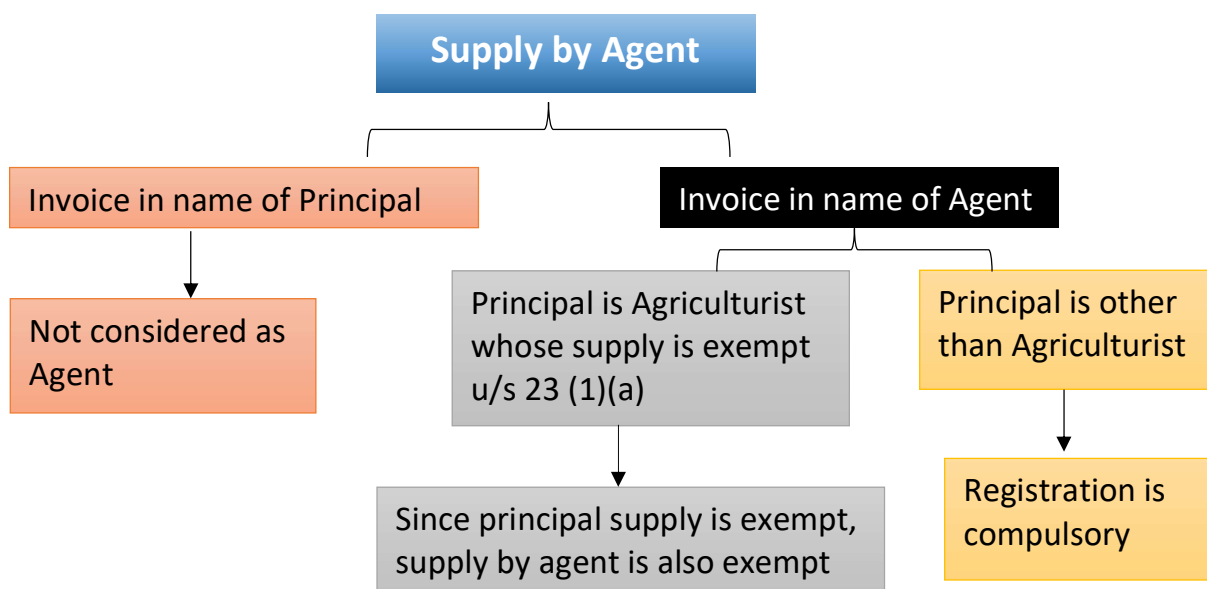 Supply by Agent
Invoice in name of Principal
Invoice in name of Agent
Not considered as
Agent
Principal is Agriculturist
whose supply is exempt
u/s 23 (1)(a)
Principal is other
than Agriculturist
Since principal supply is exempt,
supply by agent is also exempt
Registration is
compulsory